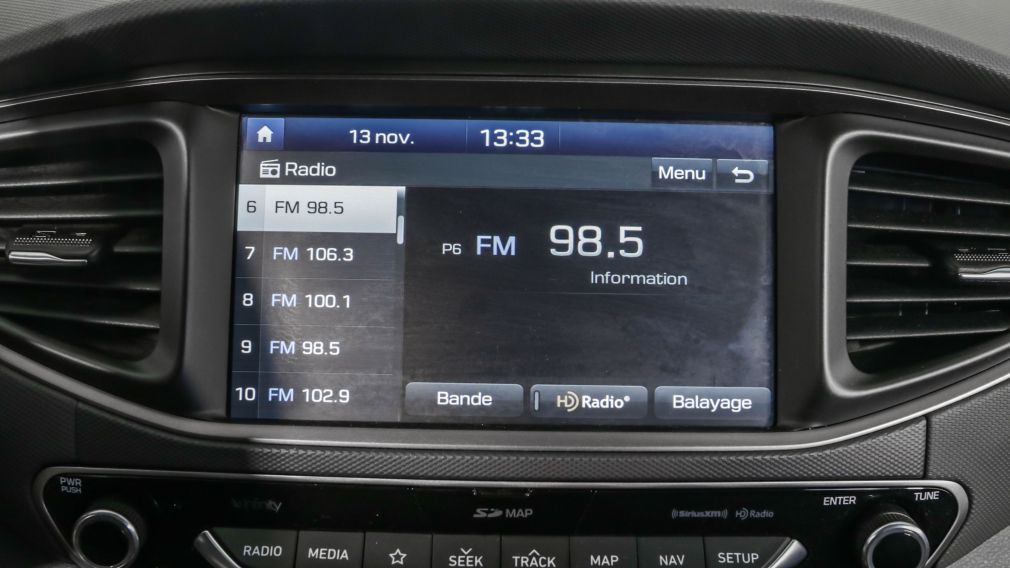 13 nov. 13:33
Radio Menu
6 FM 98.5
7 FM 106.3
8 FM 100.1
9 FM 98.5
10 FM 102.9
P6 FM 98.5
Information
Bande HD Radio Balayage
PWR
PUSH
infinity
SD MAP
((SiriusXM)) HD Radio
ENTER
TUNE
RADIO MEDIA SEEK TRACK MAP NAV SETUP